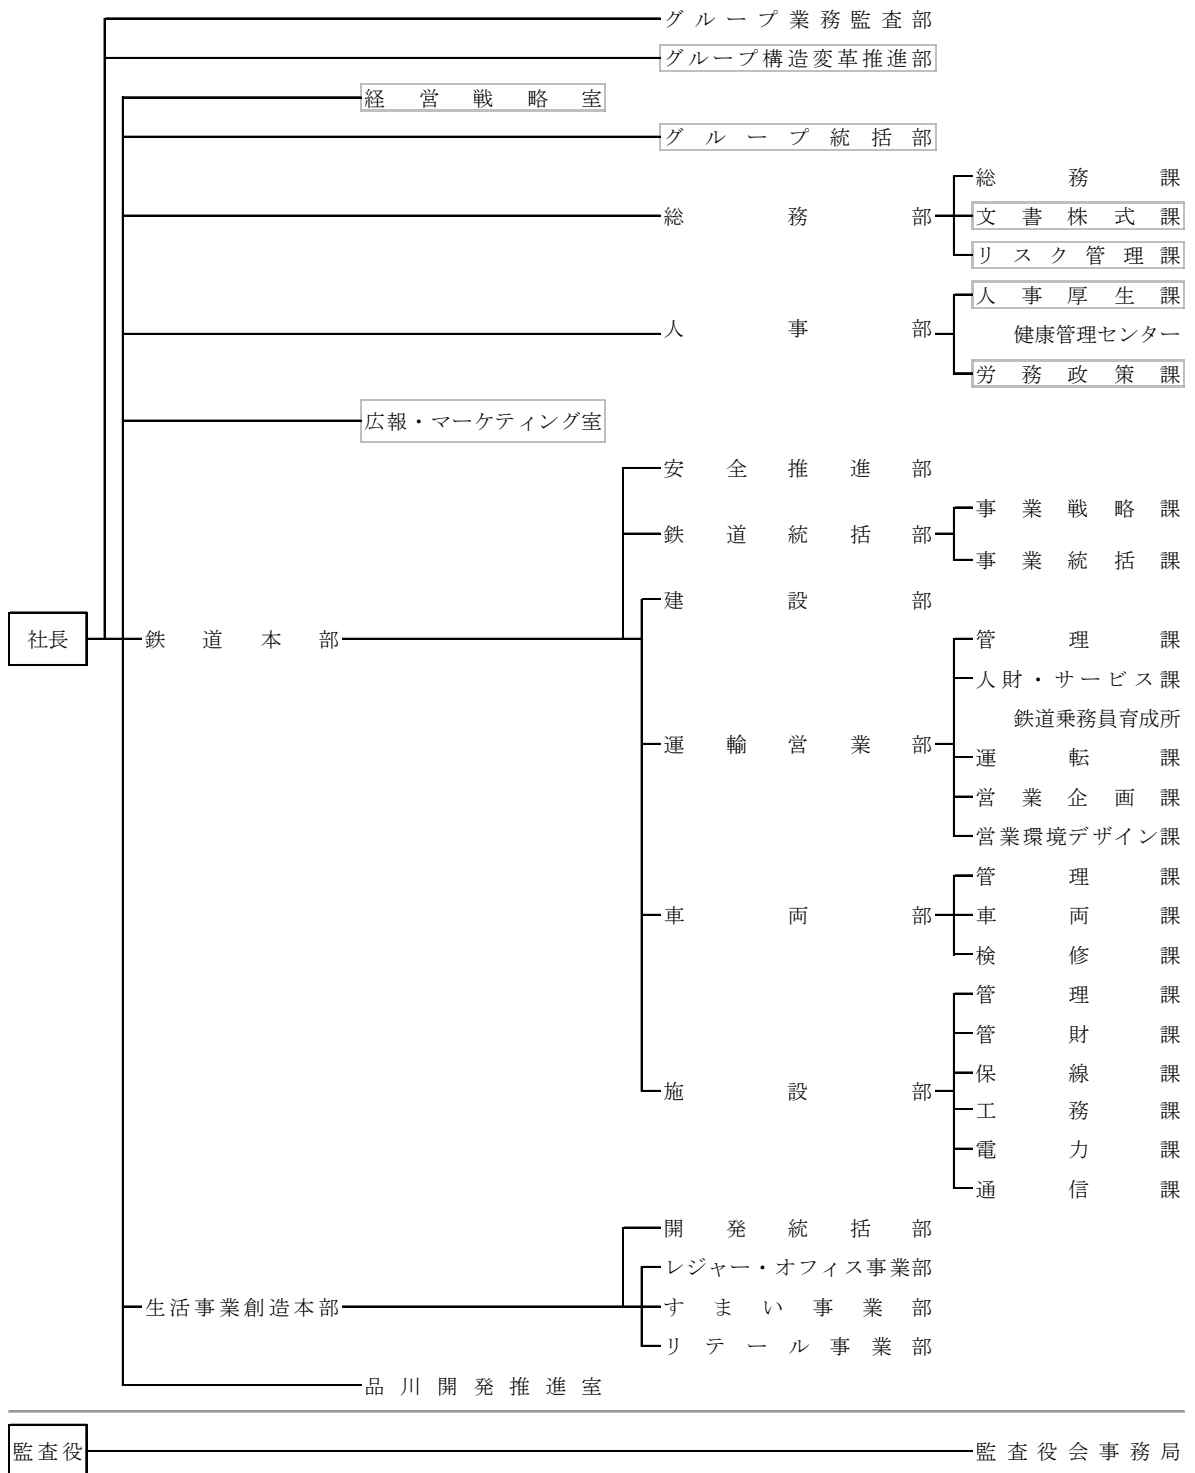 グループ業務監査部
グループ構造変革推進部
経営戦略室
グループ統括部
総務課
総務部
文書株式課
リスク管理課
人事厚生課
人事部
健康管理センター
労務政策課
広報・マーケティング室
安全推進部
事業戦略課
鉄道統括部
事業統括課
建設部
社長
鉄道本部
管理課
人財・サービス課
鉄道乗務員育成所
運輸営業部
運転課
営業企画課
営業環境デザイン課
管理課
車両部
車両課
検修課
管理課
管財課
保線課
施設部
工務課
電力課
通信課
開発統括部
レジャー・オフィス事業部
生活事業創造本部
すまい事業部
リテール事業部
品川開発推進室
監査役
監査役会事務局